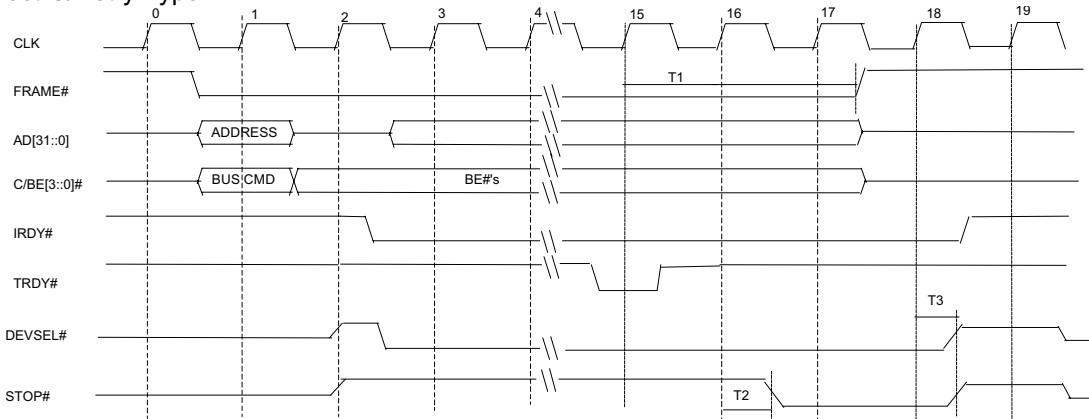 0 1 2 3 4 15 16 17 18 19
CLK
FRAME#
T1
AD[31::0]
ADDRESS
C/BE[3::0]#
BUS CMD
BE#'s
IRDY#
TRDY#
T3
DEVSEL#
T2
STOP#